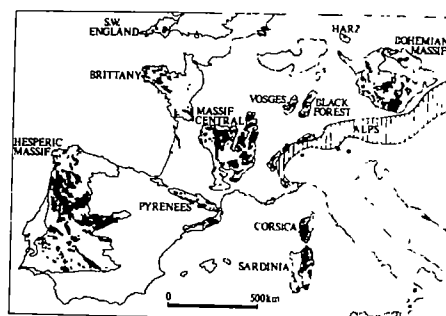 S.W.
ENGLAND
HARZ
BOHEMIAN
MASSIF
BRITTANY
VOSGES
BLACK
FOREST
MASSIF
CENTRAL
ALPS
HESPERIC
MASSIF
PYRENEES
CORSICA
SARDINIA
0 500km